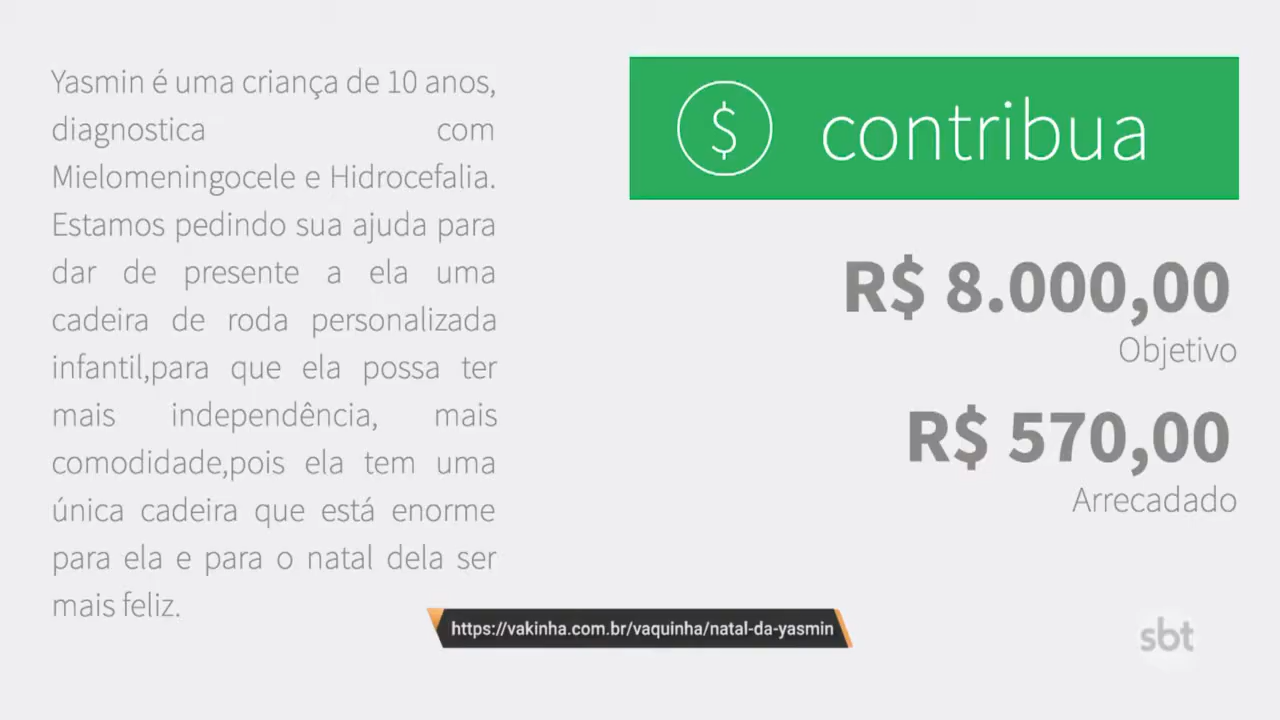 Yasmin é uma criança de 10 anos,
diagnostica com
Mielomeningocele e Hidrocefalia.
Estamos pedindo sua ajuda para
dar de presente a ela uma
cadeira de roda personalizada
infantil,para que ela possa ter
mais independência, mais
comodidade,pois ela tem uma
única cadeira que está enorme
para ela e para o natal dela ser
mais feliz.
$ contribua
R$ 8.000,00
Objetivo
R$ 570,00
Arrecadado
https://vakinha.com.br/vaquinha/natal-da-yasmin
sbt